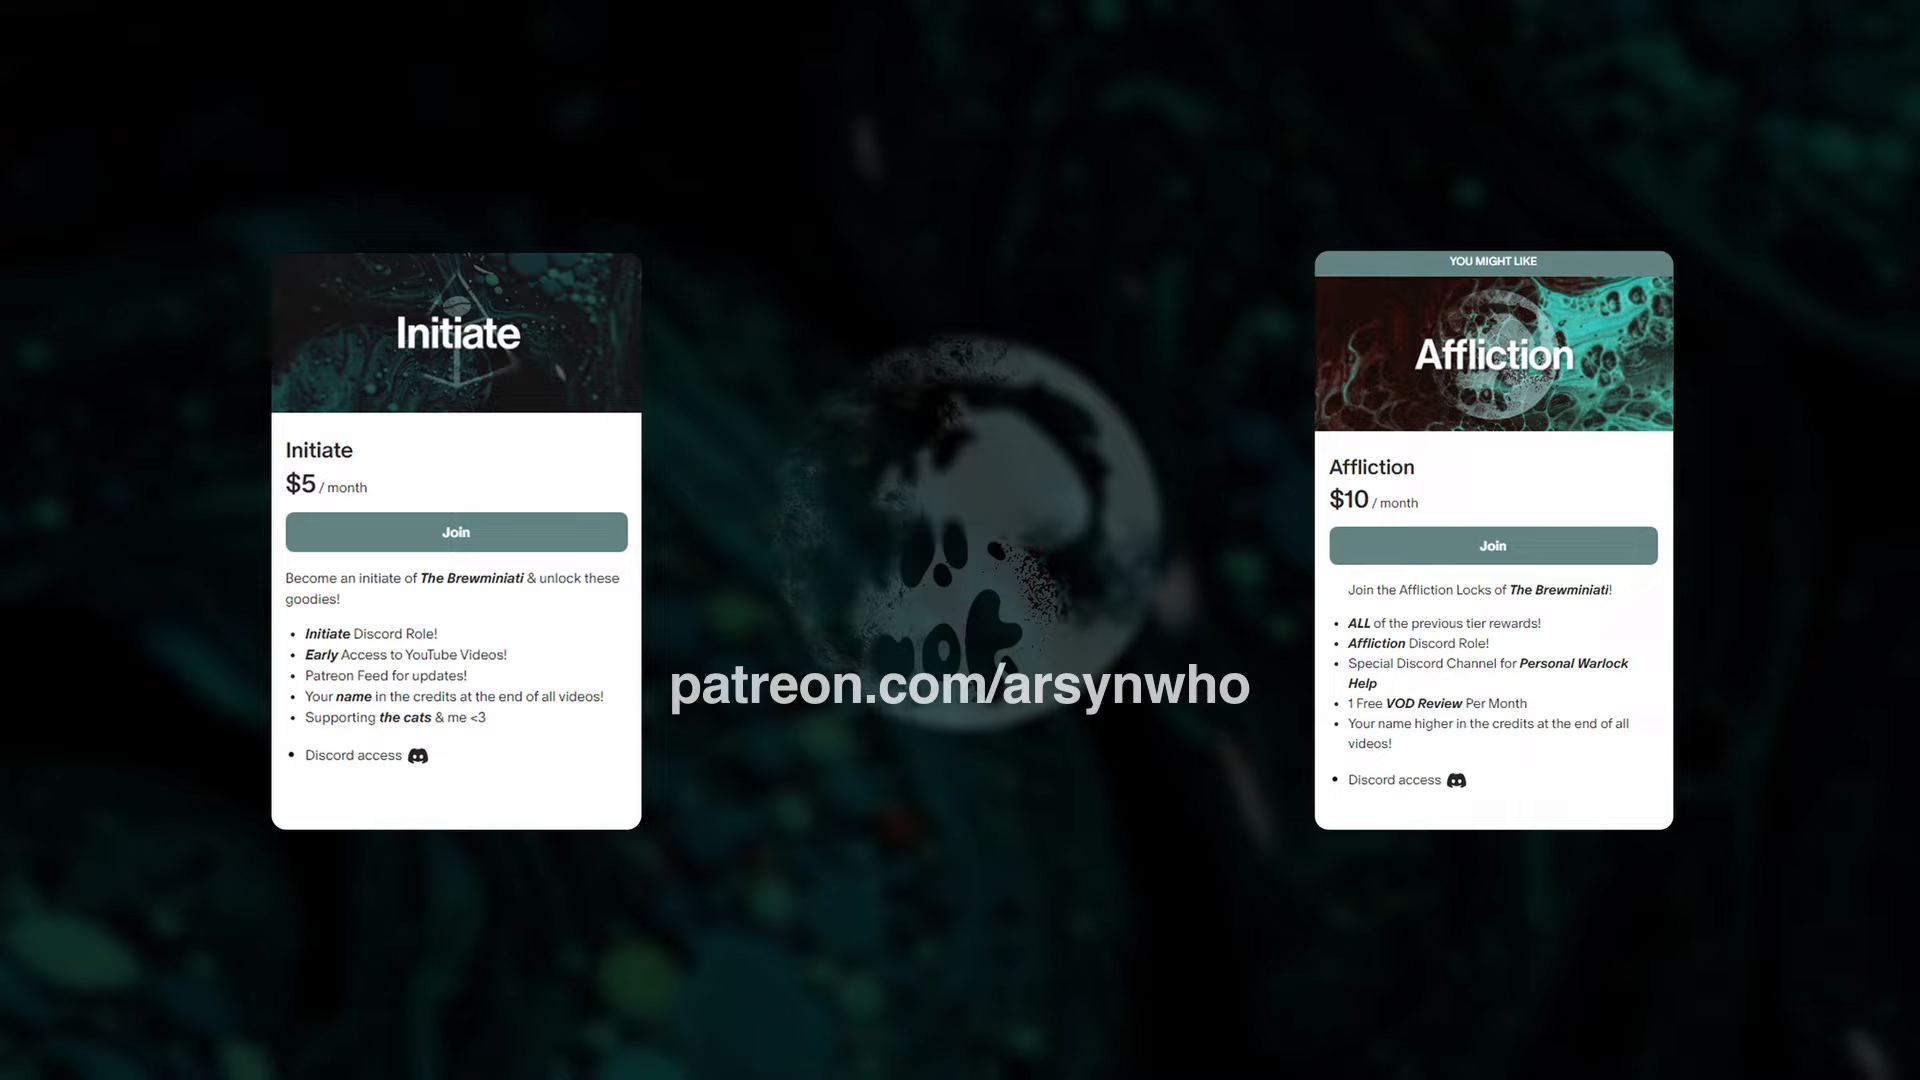 Initiate
Initiate
$5 / month
Join
Become an initiate of The Brewminiati & unlock these
goodies!
• Initiate Discord Role!
• Early Access to YouTube Videos!
• Patreon Feed for updates!
• Your name in the credits at the end of all videos!
• Supporting the cats & me <3
• Discord access
not
patreon.com/arsynwho
YOU MIGHT LIKE
Affliction
Affliction
$10 / month
Join
Join the Affliction Locks of The Brewminiati!
• ALL of the previous tier rewards!
• Affliction Discord Role!
• Special Discord Channel for Personal Warlock
Help
• 1 Free VOD Review Per Month
• Your name higher in the credits at the end of all
videos!
• Discord access